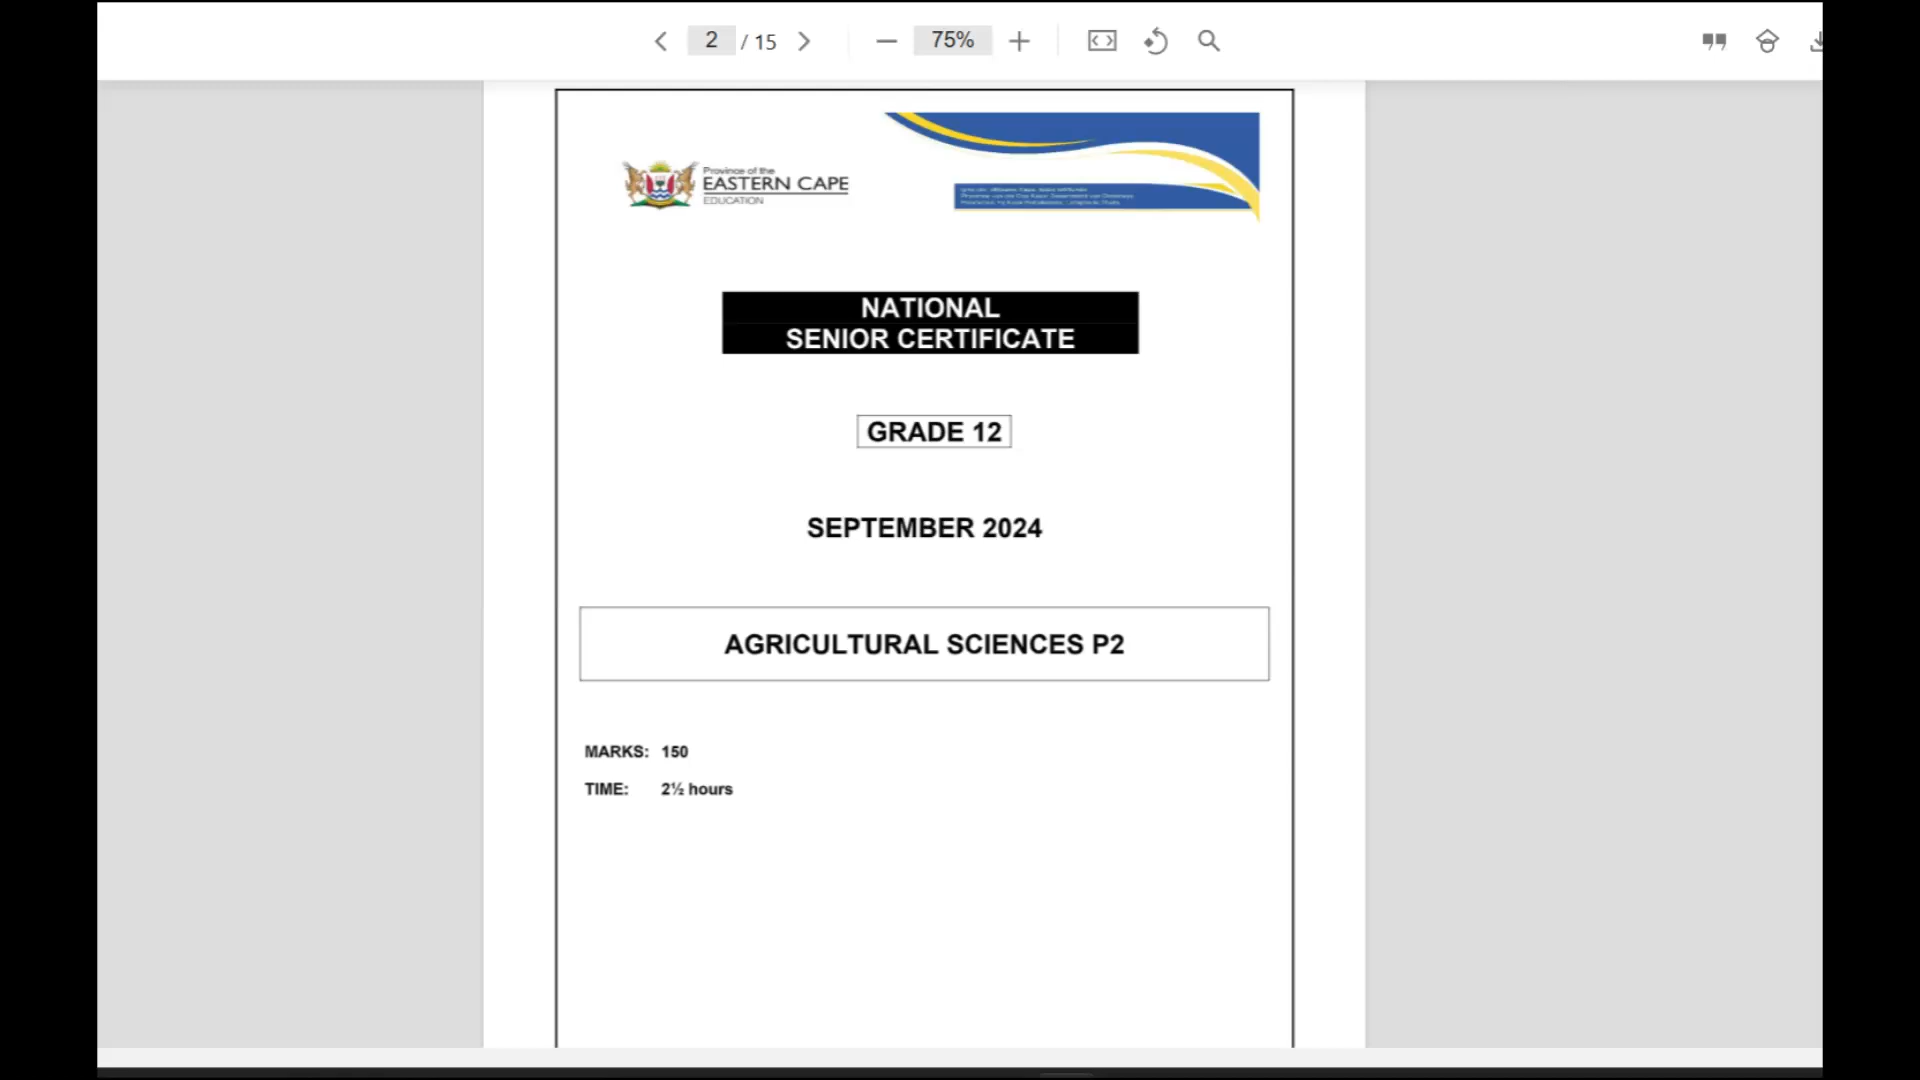 2 / 15
75%
Province of the
EASTERN CAPE
EDUCATION
NATIONAL
SENIOR CERTIFICATE
GRADE 12
SEPTEMBER 2024
AGRICULTURAL SCIENCES P2
MARKS: 150
TIME: 2½ hours